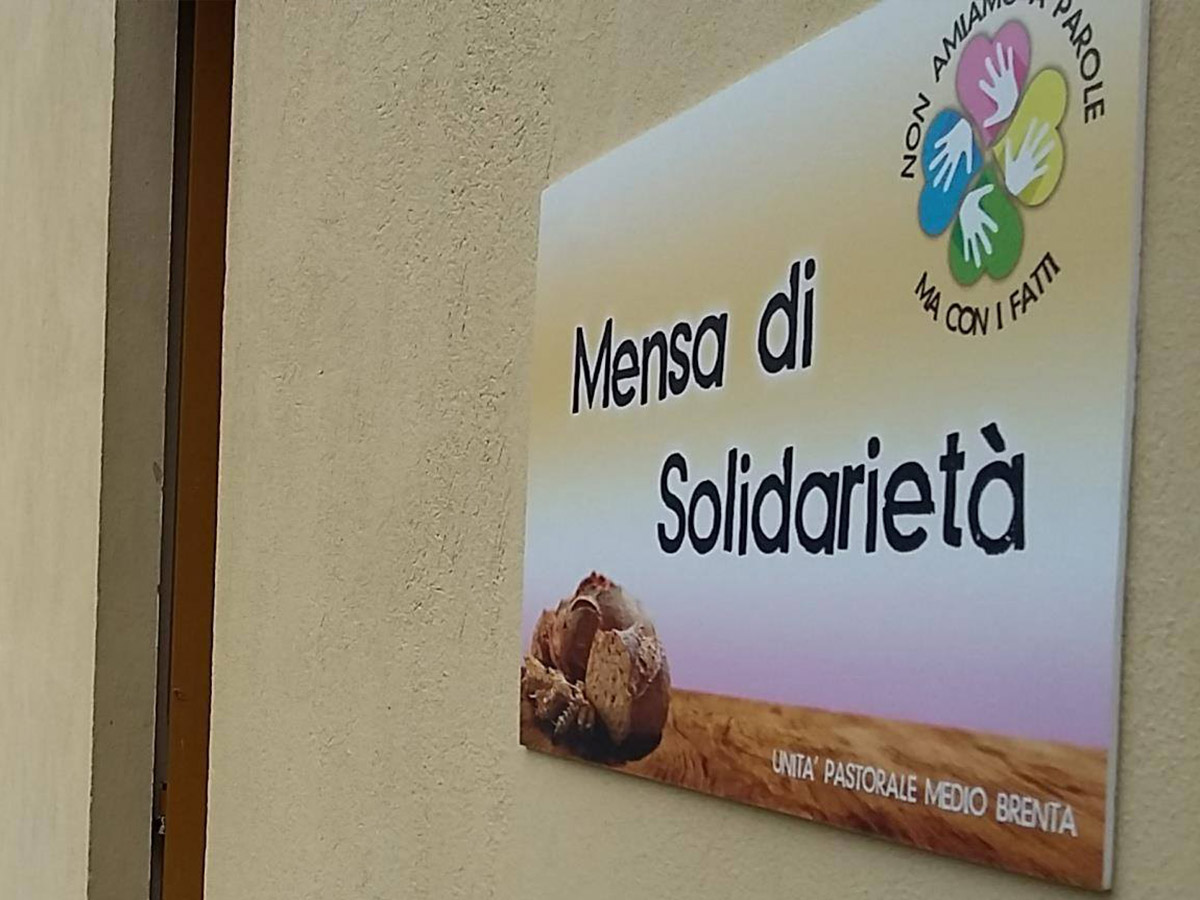 NON AMIAMO A PAROLE
MA CON I FATTI
Mensa di
Solidarietà
UNITA' PASTORALE MEDIO BRENTA